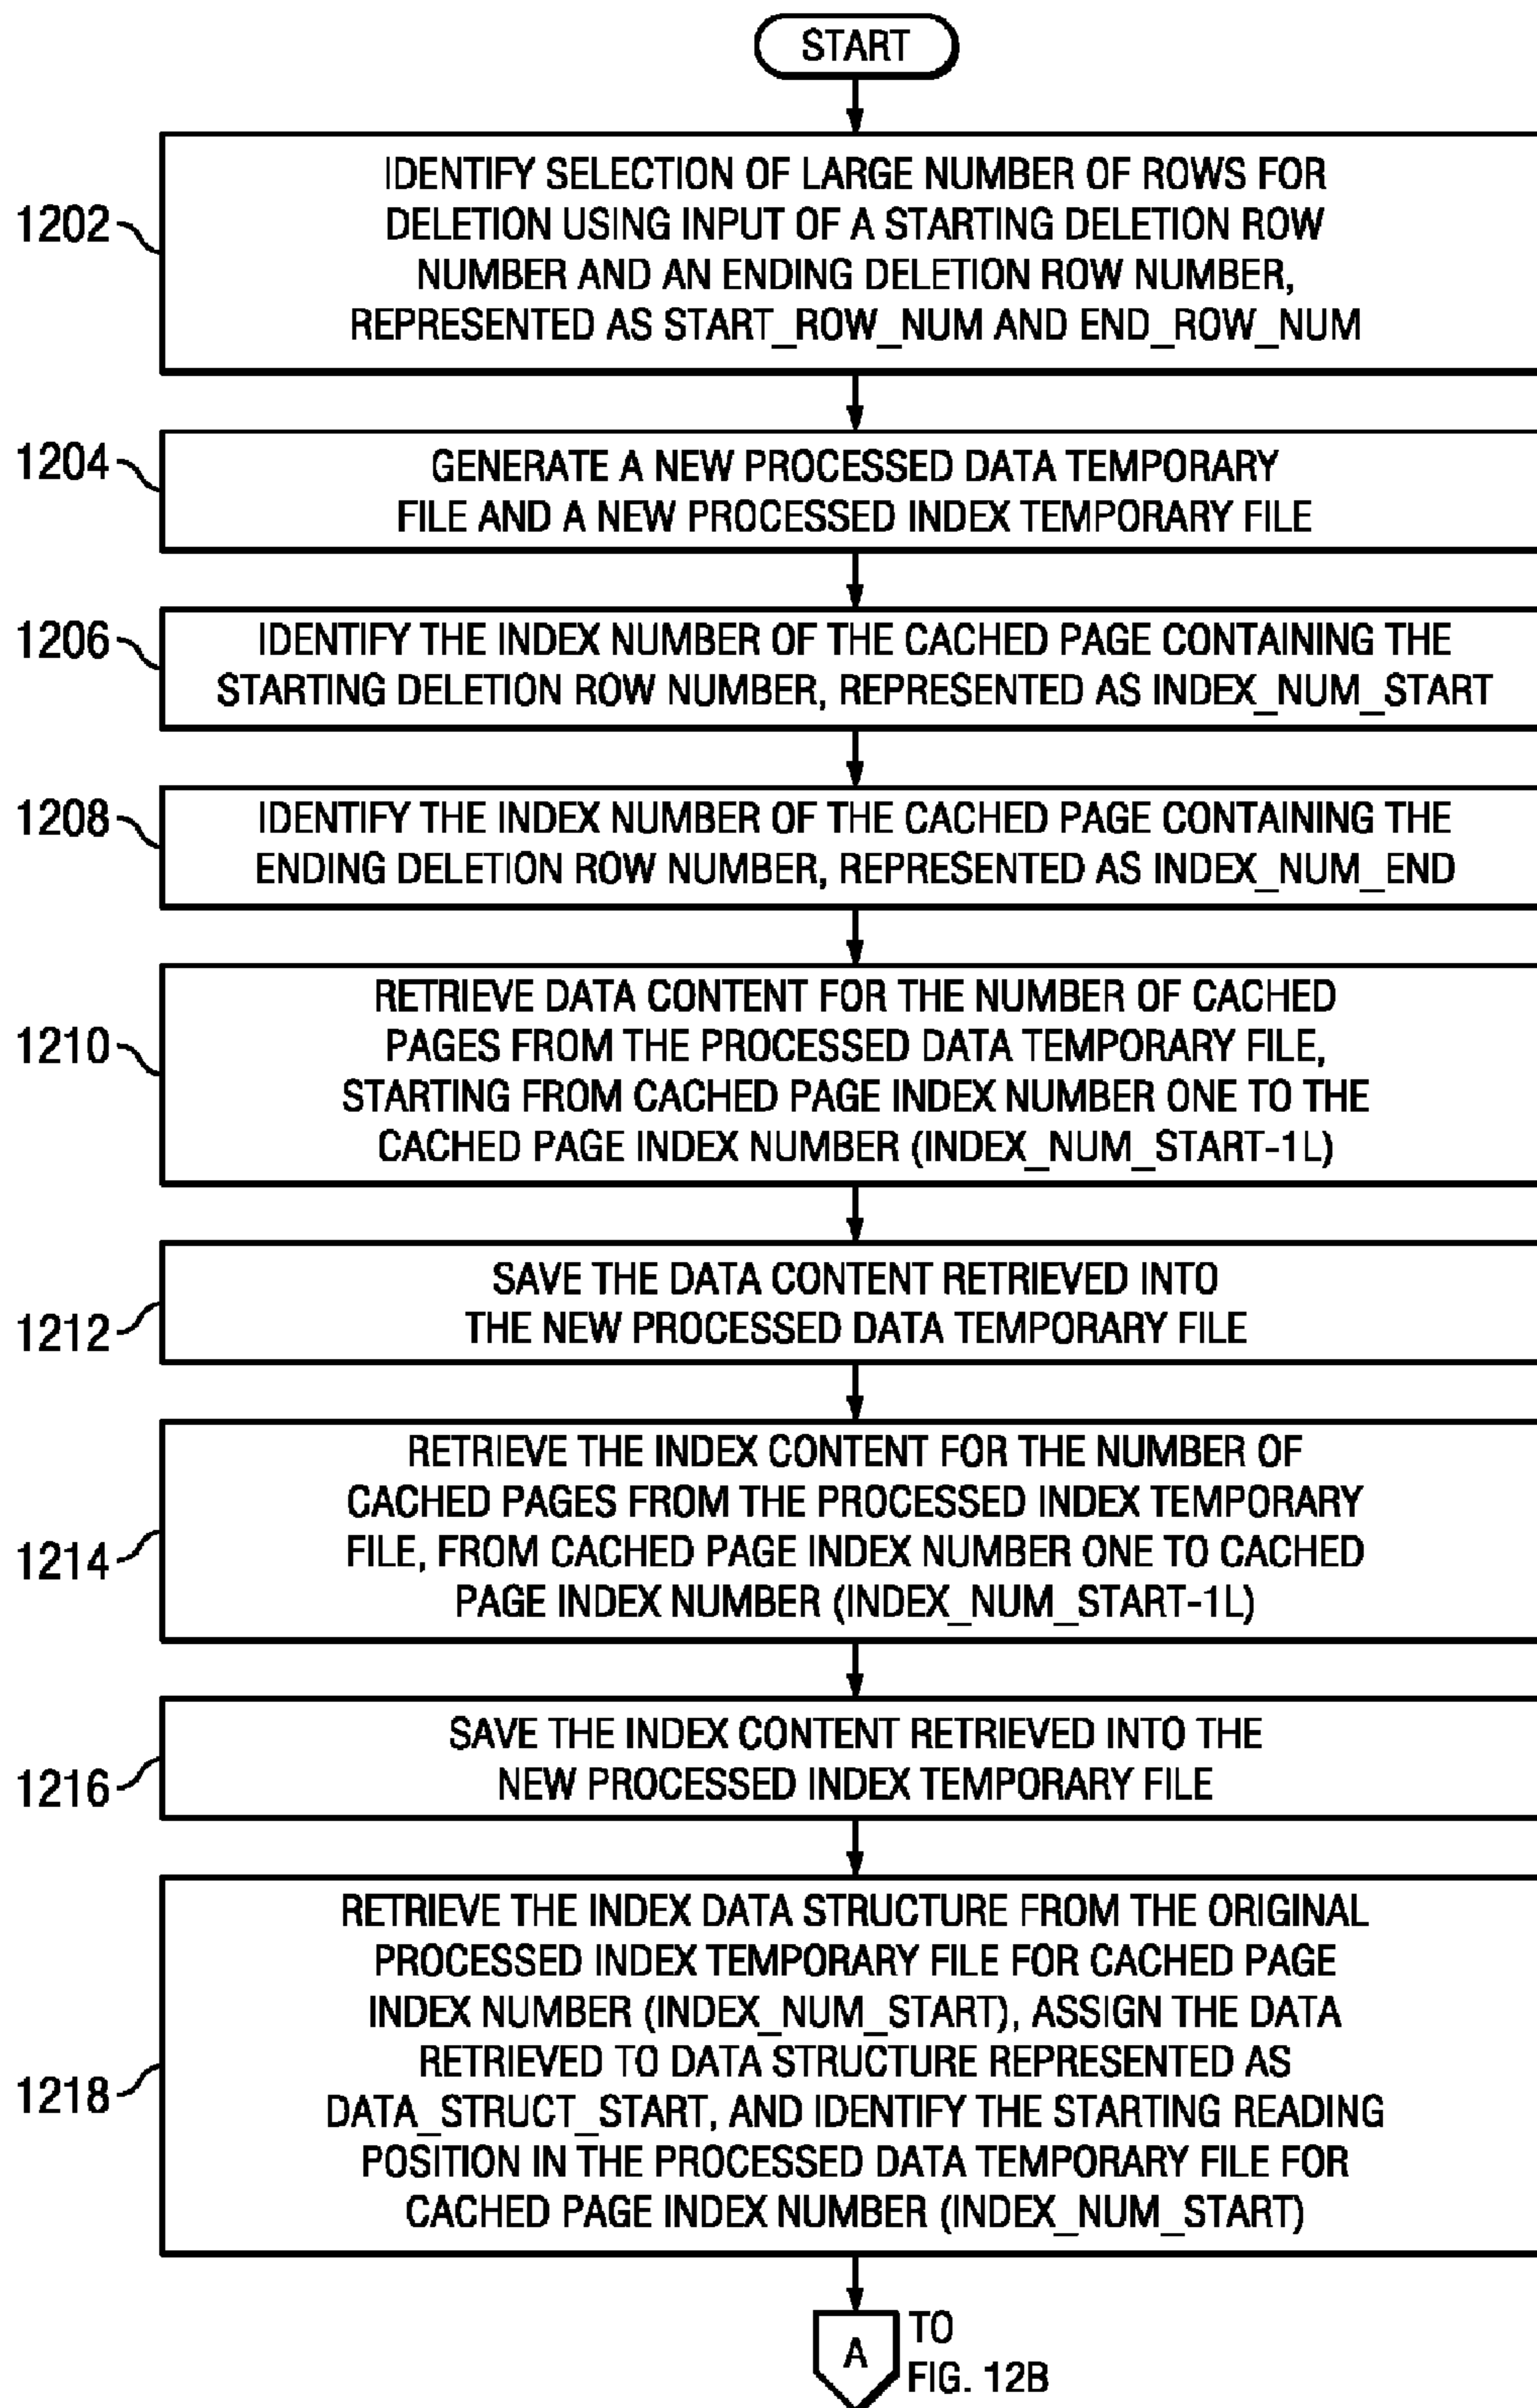 START
1202
IDENTIFY SELECTION OF LARGE NUMBER OF ROWS FOR
DELETION USING INPUT OF A STARTING DELETION ROW
NUMBER AND AN ENDING DELETION ROW NUMBER,
REPRESENTED AS START_ROW_NUM AND END_ROW_NUM
1204
GENERATE A NEW PROCESSED DATA TEMPORARY
FILE AND A NEW PROCESSED INDEX TEMPORARY FILE
1206
IDENTIFY THE INDEX NUMBER OF THE CACHED PAGE CONTAINING THE
STARTING DELETION ROW NUMBER, REPRESENTED AS INDEX_NUM_START
1208
IDENTIFY THE INDEX NUMBER OF THE CACHED PAGE CONTAINING THE
ENDING DELETION ROW NUMBER, REPRESENTED AS INDEX_NUM_END
1210
RETRIEVE DATA CONTENT FOR THE NUMBER OF CACHED
PAGES FROM THE PROCESSED DATA TEMPORARY FILE,
STARTING FROM CACHED PAGE INDEX NUMBER ONE TO THE
CACHED PAGE INDEX NUMBER (INDEX_NUM_START-1L)
1212
SAVE THE DATA CONTENT RETRIEVED INTO
THE NEW PROCESSED DATA TEMPORARY FILE
1214
RETRIEVE THE INDEX CONTENT FOR THE NUMBER OF
CACHED PAGES FROM THE PROCESSED INDEX TEMPORARY
FILE, FROM CACHED PAGE INDEX NUMBER ONE TO CACHED
PAGE INDEX NUMBER (INDEX_NUM_START-1L)
1216
SAVE THE INDEX CONTENT RETRIEVED INTO THE
NEW PROCESSED INDEX TEMPORARY FILE
1218
RETRIEVE THE INDEX DATA STRUCTURE FROM THE ORIGINAL
PROCESSED INDEX TEMPORARY FILE FOR CACHED PAGE
INDEX NUMBER (INDEX_NUM_START), ASSIGN THE DATA
RETRIEVED TO DATA STRUCTURE REPRESENTED AS
DATA_STRUCT_START, AND IDENTIFY THE STARTING READING
POSITION IN THE PROCESSED DATA TEMPORARY FILE FOR
CACHED PAGE INDEX NUMBER (INDEX_NUM_START)
A
TO
FIG. 12B